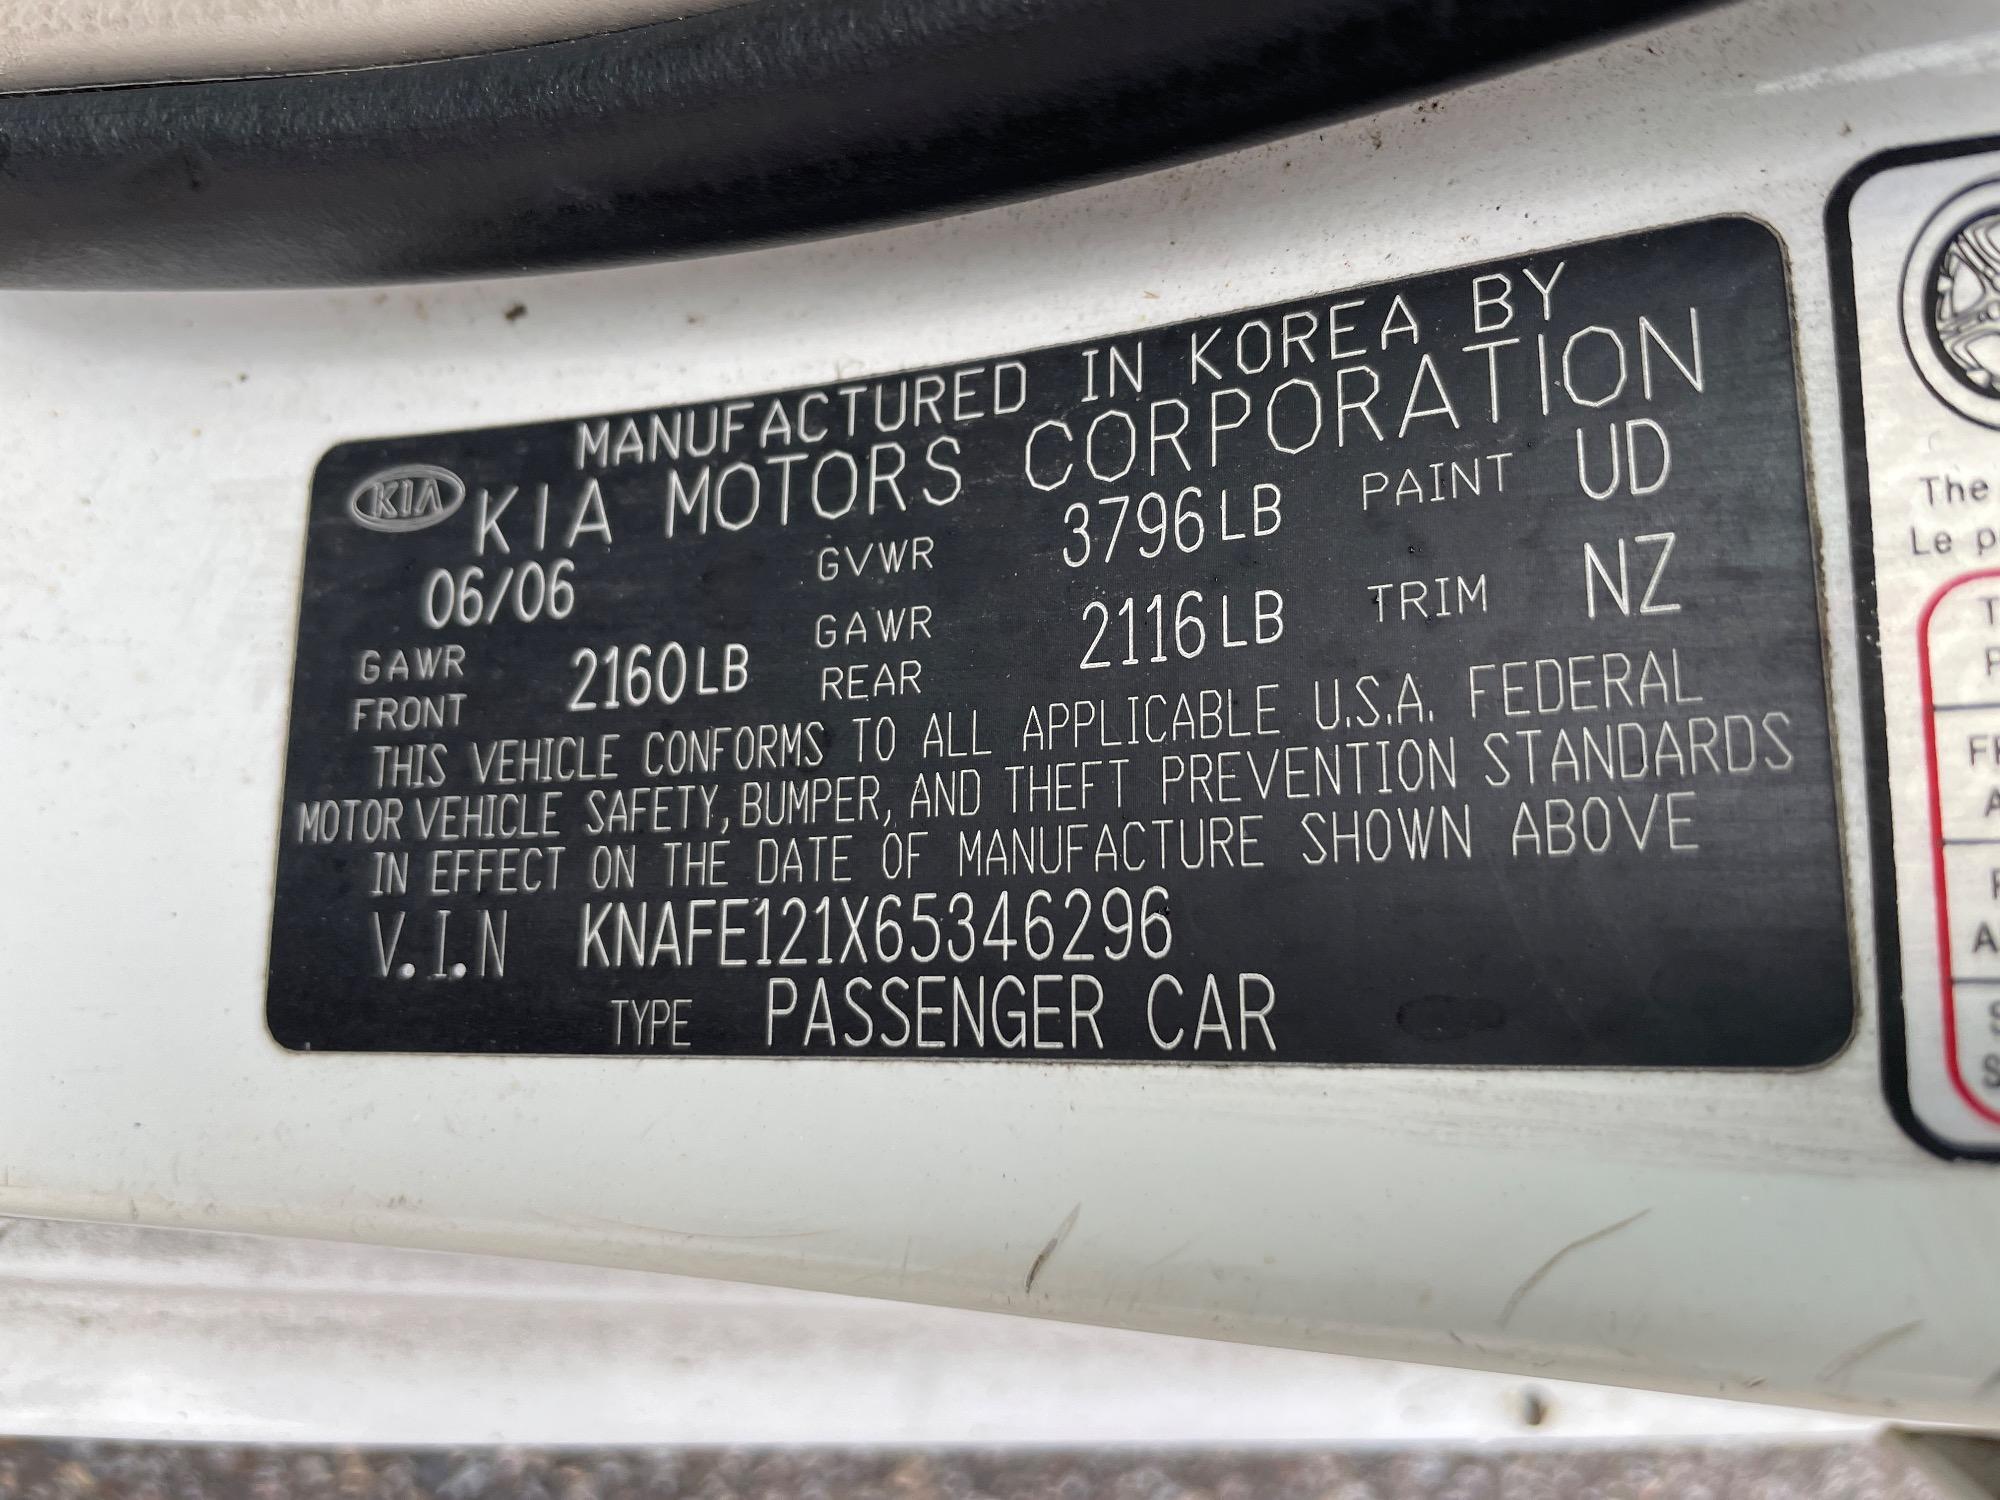 MANUFACTURED IN KOREA BY
KIA KIA MOTORS CORPORATION
06/06 GVWR 3796LB PAINT UD
GAWR FRONT 2160LB GAWR REAR 2116LB TRIM NZ
THIS VEHICLE CONFORMS TO ALL APPLICABLE U.S.A. FEDERAL
MOTOR VEHICLE SAFETY, BUMPER, AND THEFT PREVENTION STANDARDS
IN EFFECT ON THE DATE OF MANUFACTURE SHOWN ABOVE
V.I.N KNAFE121X65346296
TYPE PASSENGER CAR
The
Le